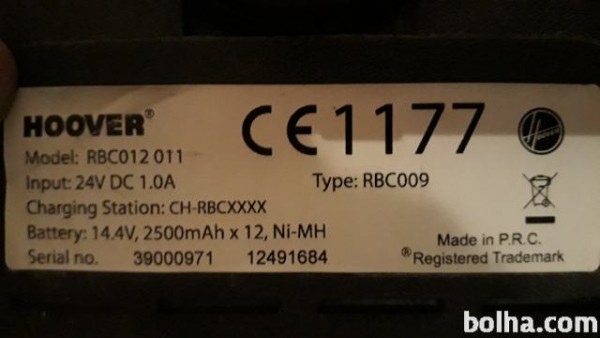 HOOVER®
CE1177
HOOVER
Model: RBC012 011
Input: 24V DC 1.0A
Type: RBC009
Charging Station: CH-RBCXXXX
Battery: 14.4V, 2500mAh x 12, Ni-MH
Made in P.R.C.
Serial no. 39000971 12491684
®Registered Trademark
bolha.com